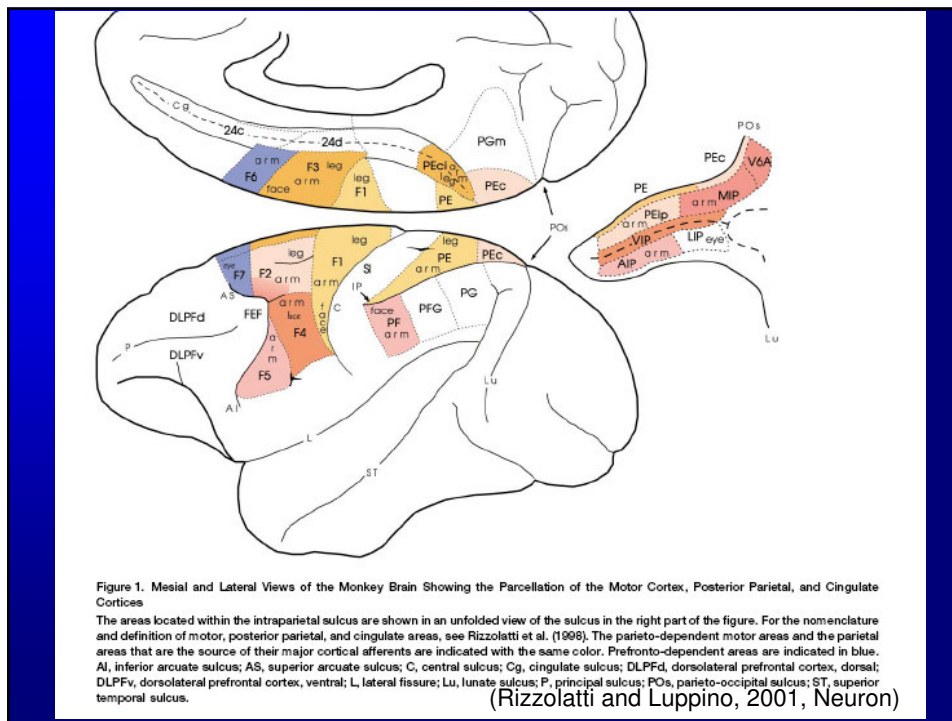 Cg
24c
24d
PGm
arm
F6
F3
leg
arm
face
leg
F1
PEci
arm
leg
PE
PEc
POs
POs
PEc
V6A
PE
MIP
arm
PEip
arm
VIP
LIP
eye
AIP
arm
Lu
eye
F7
F2
leg
arm
F1
leg
arm
face
SI
PE
leg
arm
PEc
AS
IP
C
DLPFd
FEF
arm
face
F4
face
PF
arm
PFG
PG
P
DLPFv
arm
F5
AI
L
Lu
ST
Figure 1. Mesial and Lateral Views of the Monkey Brain Showing the Parcellation of the Motor Cortex, Posterior Parietal, and Cingulate
Cortices
The areas located within the intraparietal sulcus are shown in an unfolded view of the sulcus in the right part of the figure. For the nomenclature
and definition of motor, posterior parietal, and cingulate areas, see Rizzolatti et al. (1998). The parieto-dependent motor areas and the parietal
areas that are the source of their major cortical afferents are indicated with the same color. Prefronto-dependent areas are indicated in blue.
AI, inferior arcuate sulcus; AS, superior arcuate sulcus; C, central sulcus; Cg, cingulate sulcus; DLPFd, dorsolateral prefrontal cortex, dorsal;
DLPFv, dorsolateral prefrontal cortex, ventral; L, lateral fissure; Lu, lunate sulcus; P, principal sulcus; POs, parieto-occipital sulcus; ST, superior
temporal sulcus.
(Rizzolatti and Luppino, 2001, Neuron)